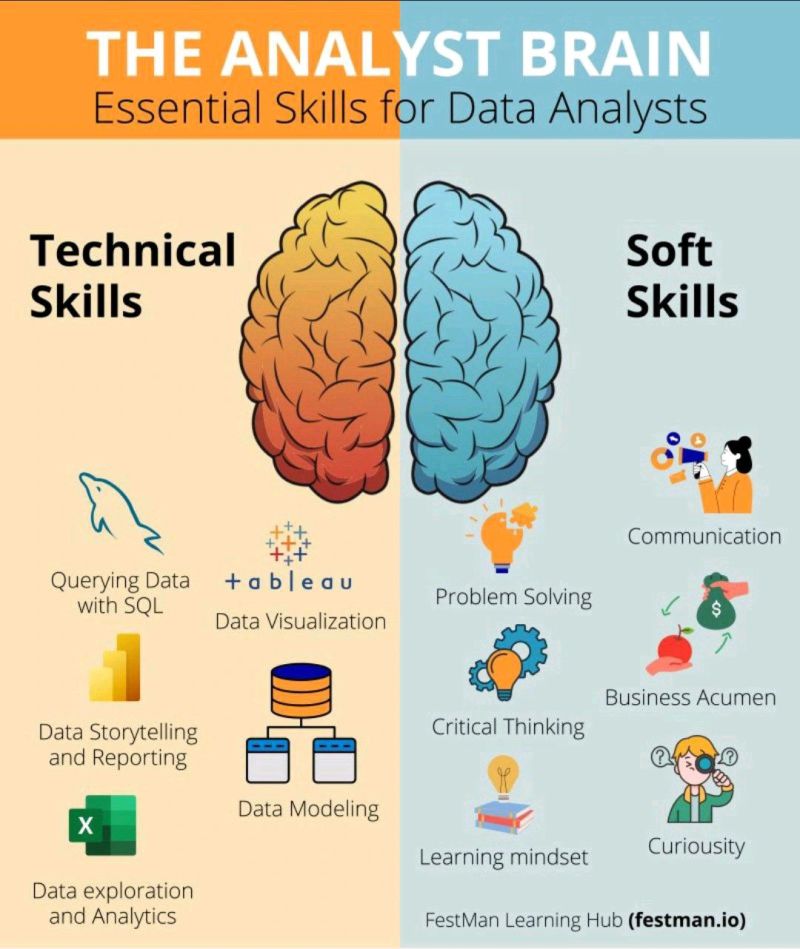 THE ANALYST BRAIN
Essential Skills for Data Analysts
Technical
Skills
Querying Data
with SQL
tableau
Data Visualization
Data Storytelling
and Reporting
Data Modeling
X
Data exploration
and Analytics
Soft
Skills
Communication
Problem Solving
$
Business Acumen
Critical Thinking
? ?
Curiousity
Learning mindset
FestMan Learning Hub (festman.io)